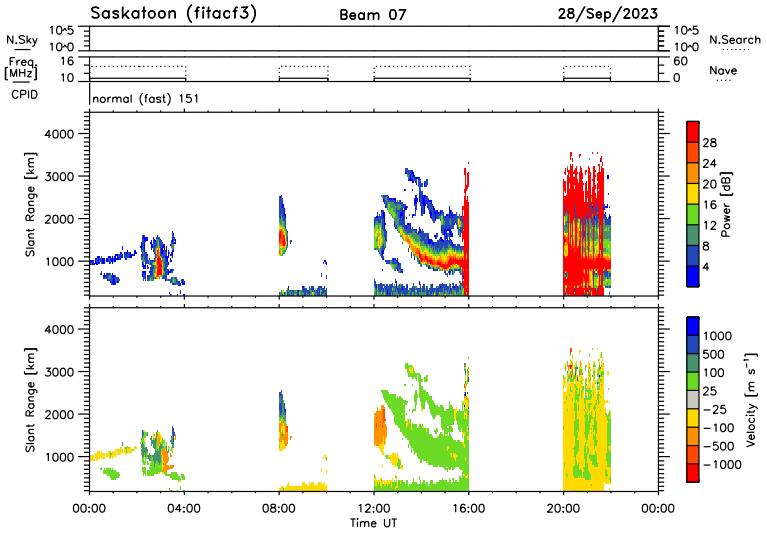 Saskatoon (fitacf3) Beam 07 28/Sep/2023
N.Sky 10^5 10^5 N.Search
10^0 10^0
Freq. 16 60
[MHz] 10 0 Nave
CPID normal (fast) 151
Slant Range [km]
4000
3000
2000
1000
28
24
20
16
12
8
4
Power [dB]
Slant Range [km]
4000
3000
2000
1000
1000
500
100
25
-25
-100
-500
-1000
Velocity [m s⁻¹]
00:00 04:00 08:00 12:00 16:00 20:00 00:00
Time UT